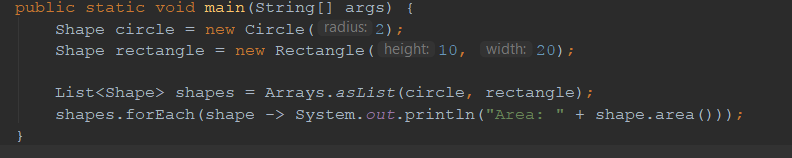 public static void main(String[] args) {
Shape circle = new Circle( radius: 2);
Shape rectangle = new Rectangle( height: 10, width: 20);
List<Shape> shapes = Arrays.asList(circle, rectangle);
shapes.forEach(shape -> System.out.println("Area: " + shape.area()));
}